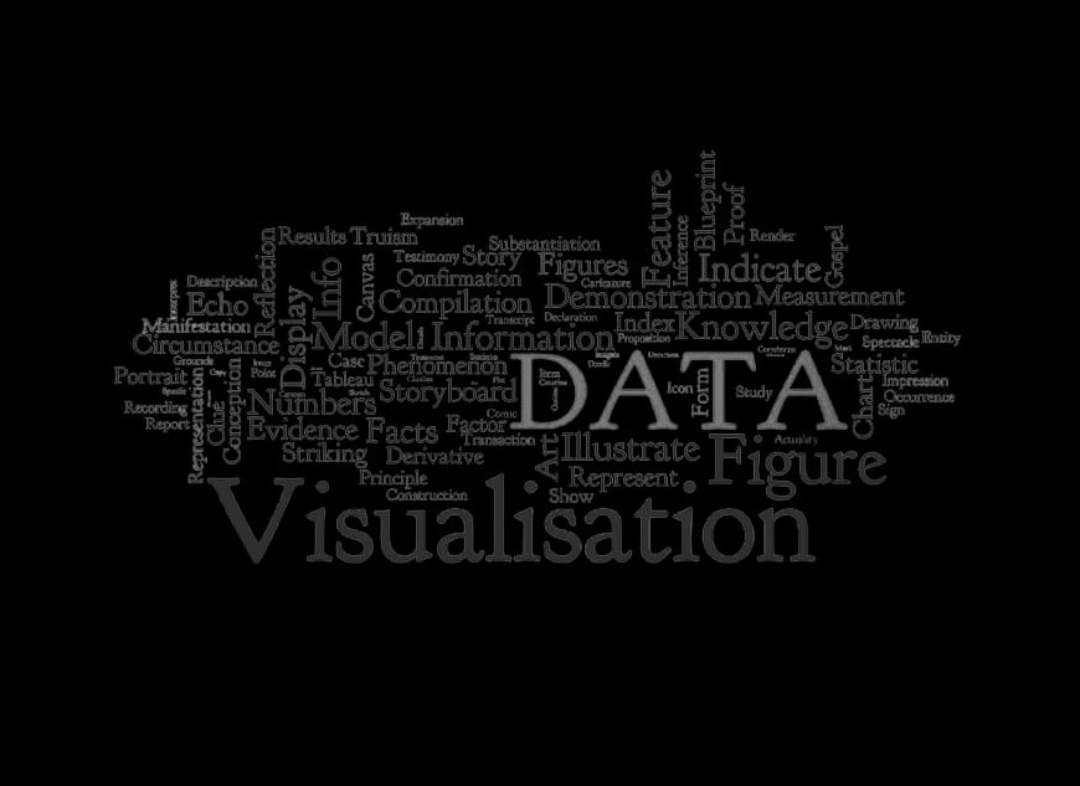 Blueprint
Feature
Proof
Inference
Expansion
Gospel
Reflection
Results
Truism
Render
Substantiation
Testimony
Story
Canvas
Info
Figures
Indicate
Description
Confirmation
Caricature
Interpret
Echo
Display
Compilation
Demonstration
Measurement
Transcript
Declaration
Manifestation
Model
Information
Index
Knowledge
Drawing
Proposition
Circumstance
Spectacle
Entity
Grounds
Case
Phenomenon
DATA
Statistic
Portrait
Point
Tableau
Storyboard
Form
Icon
Form
Study
Impression
Representation
Conception
Clue
Numbers
Chart
Occurrence
Recording
Comic
Sign
Report
Evidence
Facts
Factor
Transaction
Art
Illustrate
Actuality
Figure
Striking
Derivative
Principle
Represent
Construction
Show
Visualisation